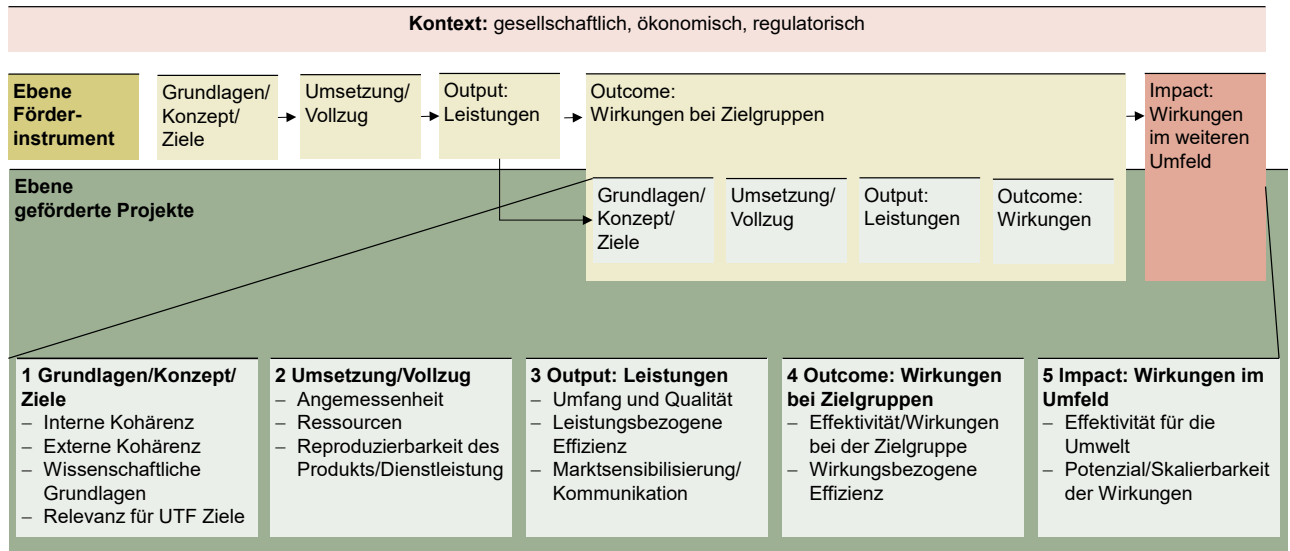 Kontext: gesellschaftlich, ökonomisch, regulatorisch
Ebene
Förder-
instrument
Grundlagen/
Konzept/
Ziele
Umsetzung/
Vollzug
Output:
Leistungen
Outcome:
Wirkungen bei Zielgruppen
Impact:
Wirkungen
im weiteren
Umfeld
Ebene
geförderte Projekte
Grundlagen/
Konzept/
Ziele
Umsetzung/
Vollzug
Output:
Leistungen
Outcome:
Wirkungen
1 Grundlagen/Konzept/
Ziele
– Interne Kohärenz
– Externe Kohärenz
– Wissenschaftliche
Grundlagen
– Relevanz für UTF Ziele
2 Umsetzung/Vollzug
– Angemessenheit
– Ressourcen
– Reproduzierbarkeit des
Produkts/Dienstleistung
3 Output: Leistungen
– Umfang und Qualität
– Leistungsbezogene
Effizienz
– Marktsensibilisierung/
Kommunikation
4 Outcome: Wirkungen
bei Zielgruppen
– Effektivität/Wirkungen
bei der Zielgruppe
– Wirkungsbezogene
Effizienz
5 Impact: Wirkungen im
Umfeld
– Effektivität für die
Umwelt
– Potenzial/Skalierbarkeit
der Wirkungen